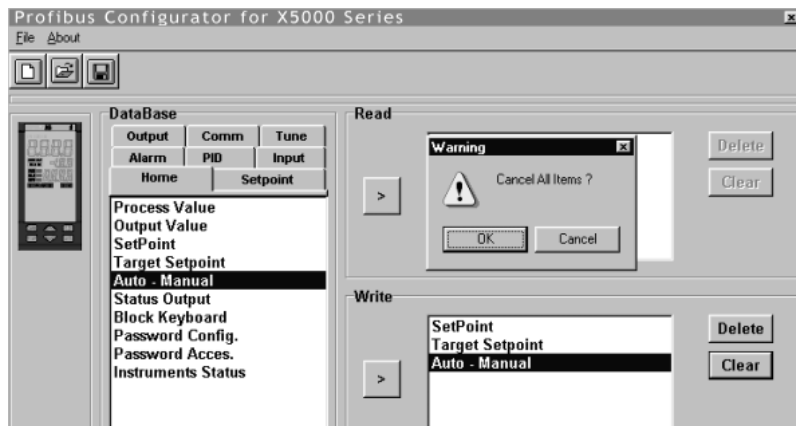 Profibus Configurator for X5000 Series
File About
DataBase
Output Comm Tune
Alarm PID Input
Home Setpoint
Process Value
Output Value
SetPoint
Target Setpoint
Auto - Manual
Status Output
Block Keyboard
Password Config.
Password Acces.
Instruments Status
Read
>
Delete
Clear
Warning
Cancel All Items ?
OK Cancel
Write
>
SetPoint
Target Setpoint
Auto - Manual
Delete
Clear